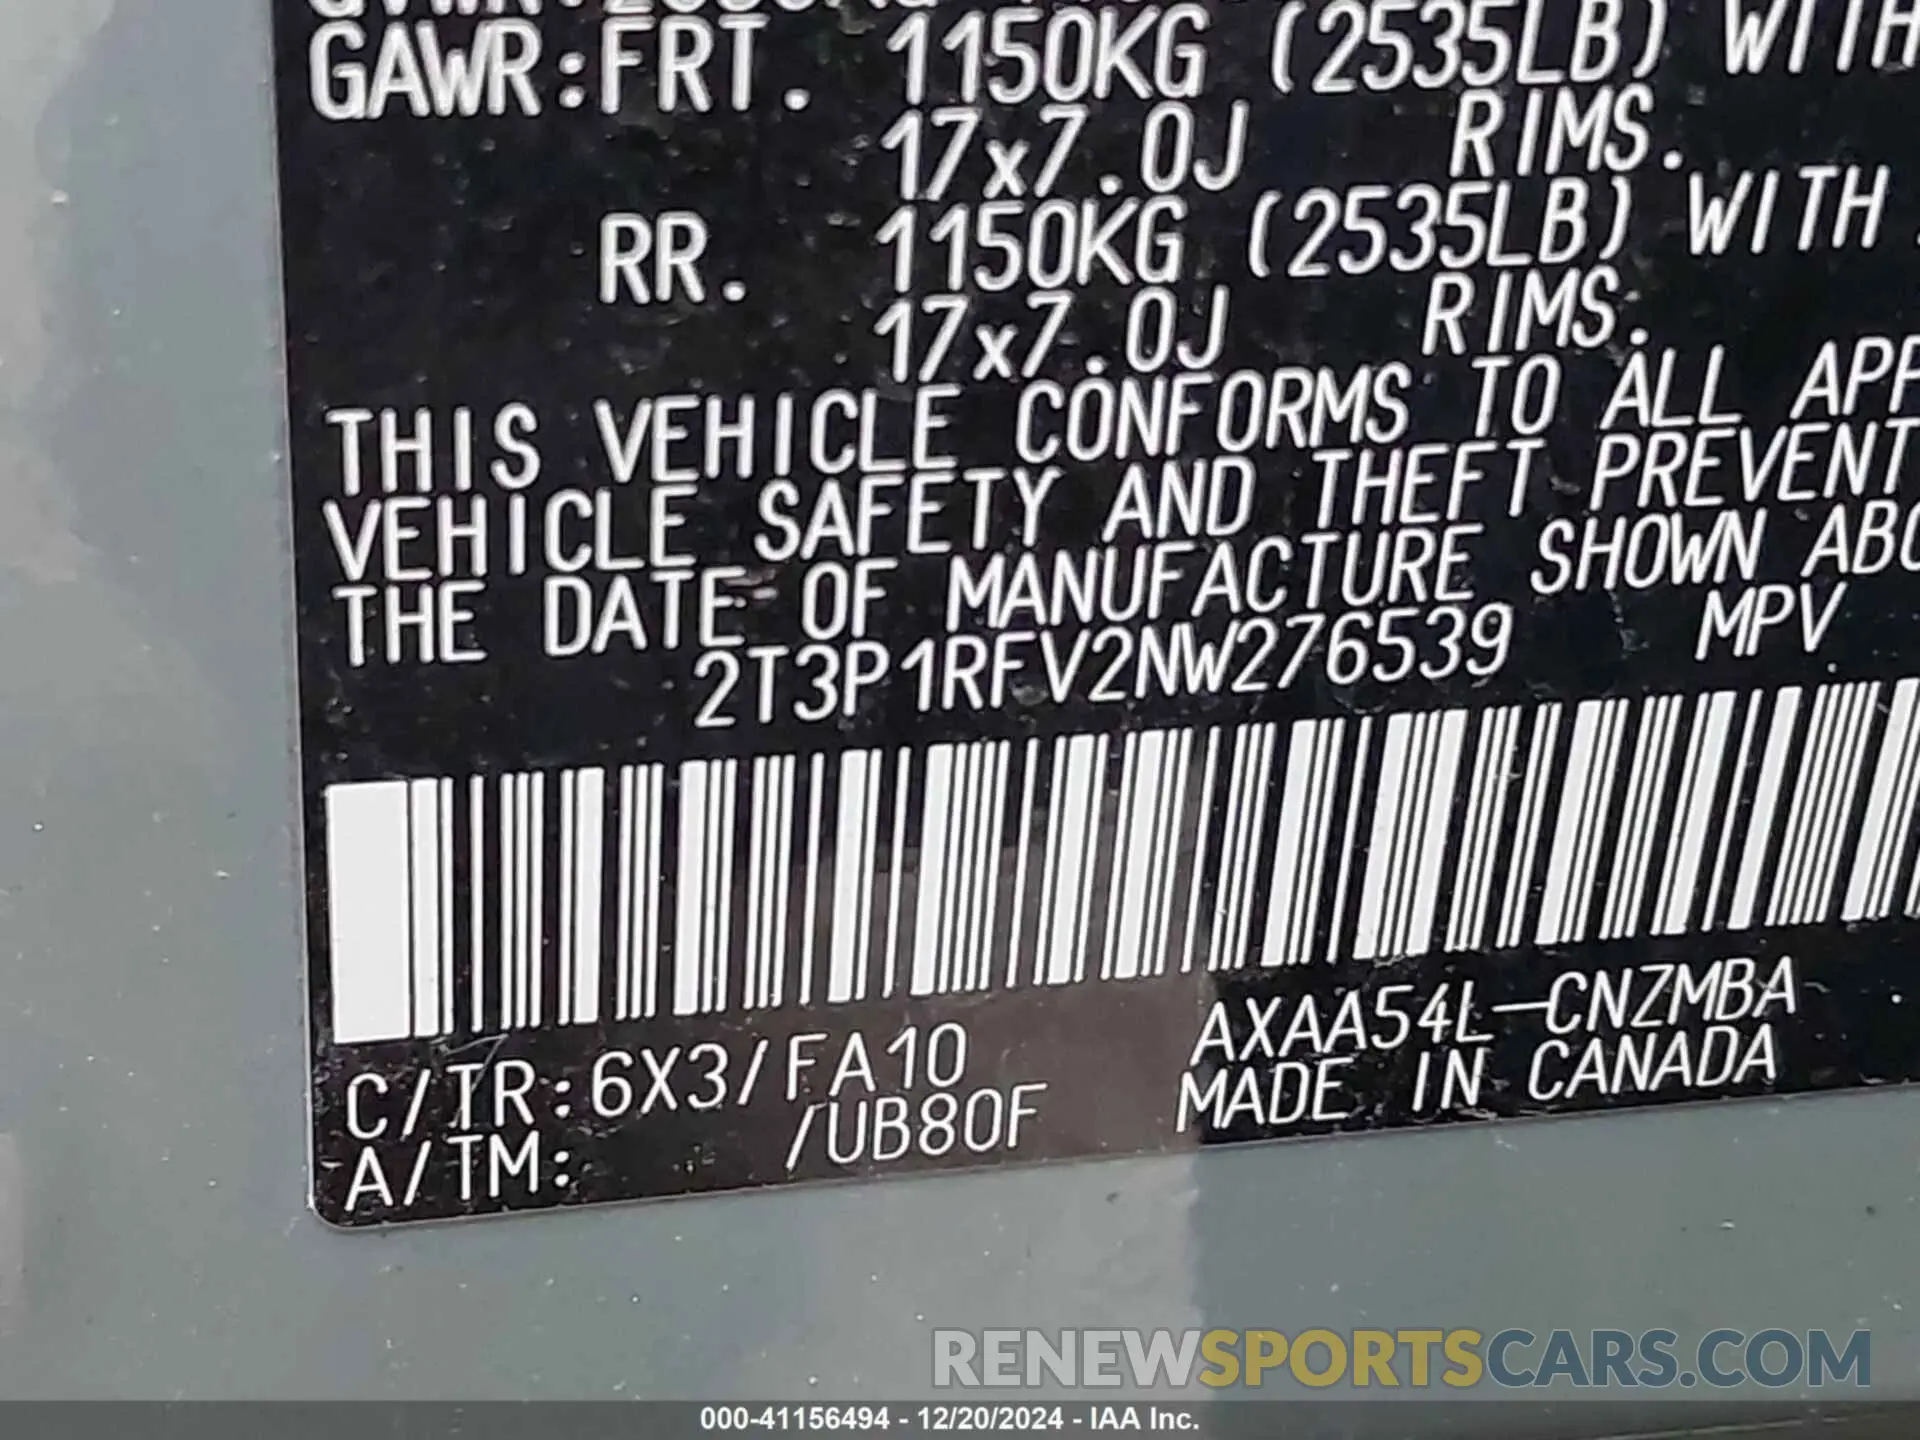 GAWR:FRT. 1150KG (2535LB) WITH
17x7.0J RIMS.
RR. 1150KG (2535LB) WITH
17x7.0J RIMS.
THIS VEHICLE CONFORMS TO ALL APP
VEHICLE SAFETY AND THEFT PREVENT
THE DATE OF MANUFACTURE SHOWN ABO
2T3P1RFV2NW276539 MPV
C/TR:6X3/FA10 AXAA54L-CNZMBA
A/TM: /UB80F MADE IN CANADA
RENEWSPORTSCARS.COM
000-41156494 - 12/20/2024 - IAA Inc.